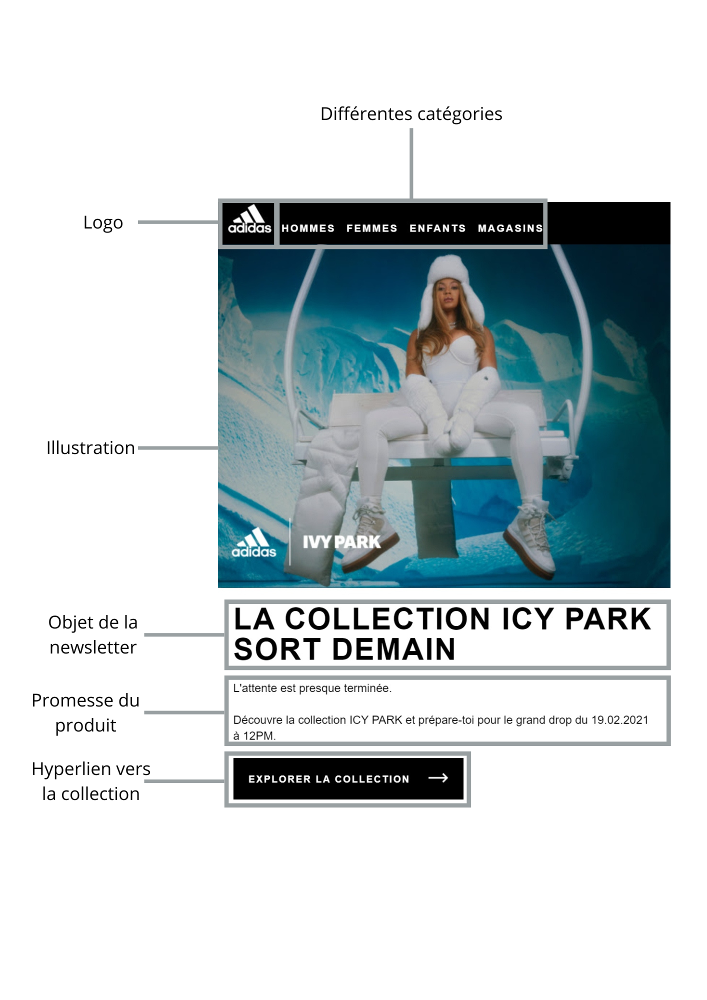 Différentes catégories
Logo
adidas
HOMMES FEMMES ENFANTS MAGASINS
Illustration
adidas
IVY PARK
Objet de la
newsletter
LA COLLECTION ICY PARK
SORT DEMAIN
Promesse du
produit
L'attente est presque terminée.
Découvre la collection ICY PARK et prépare-toi pour le grand drop du 19.02.2021
à 12PM.
Hyperlien vers
la collection
EXPLORER LA COLLECTION →